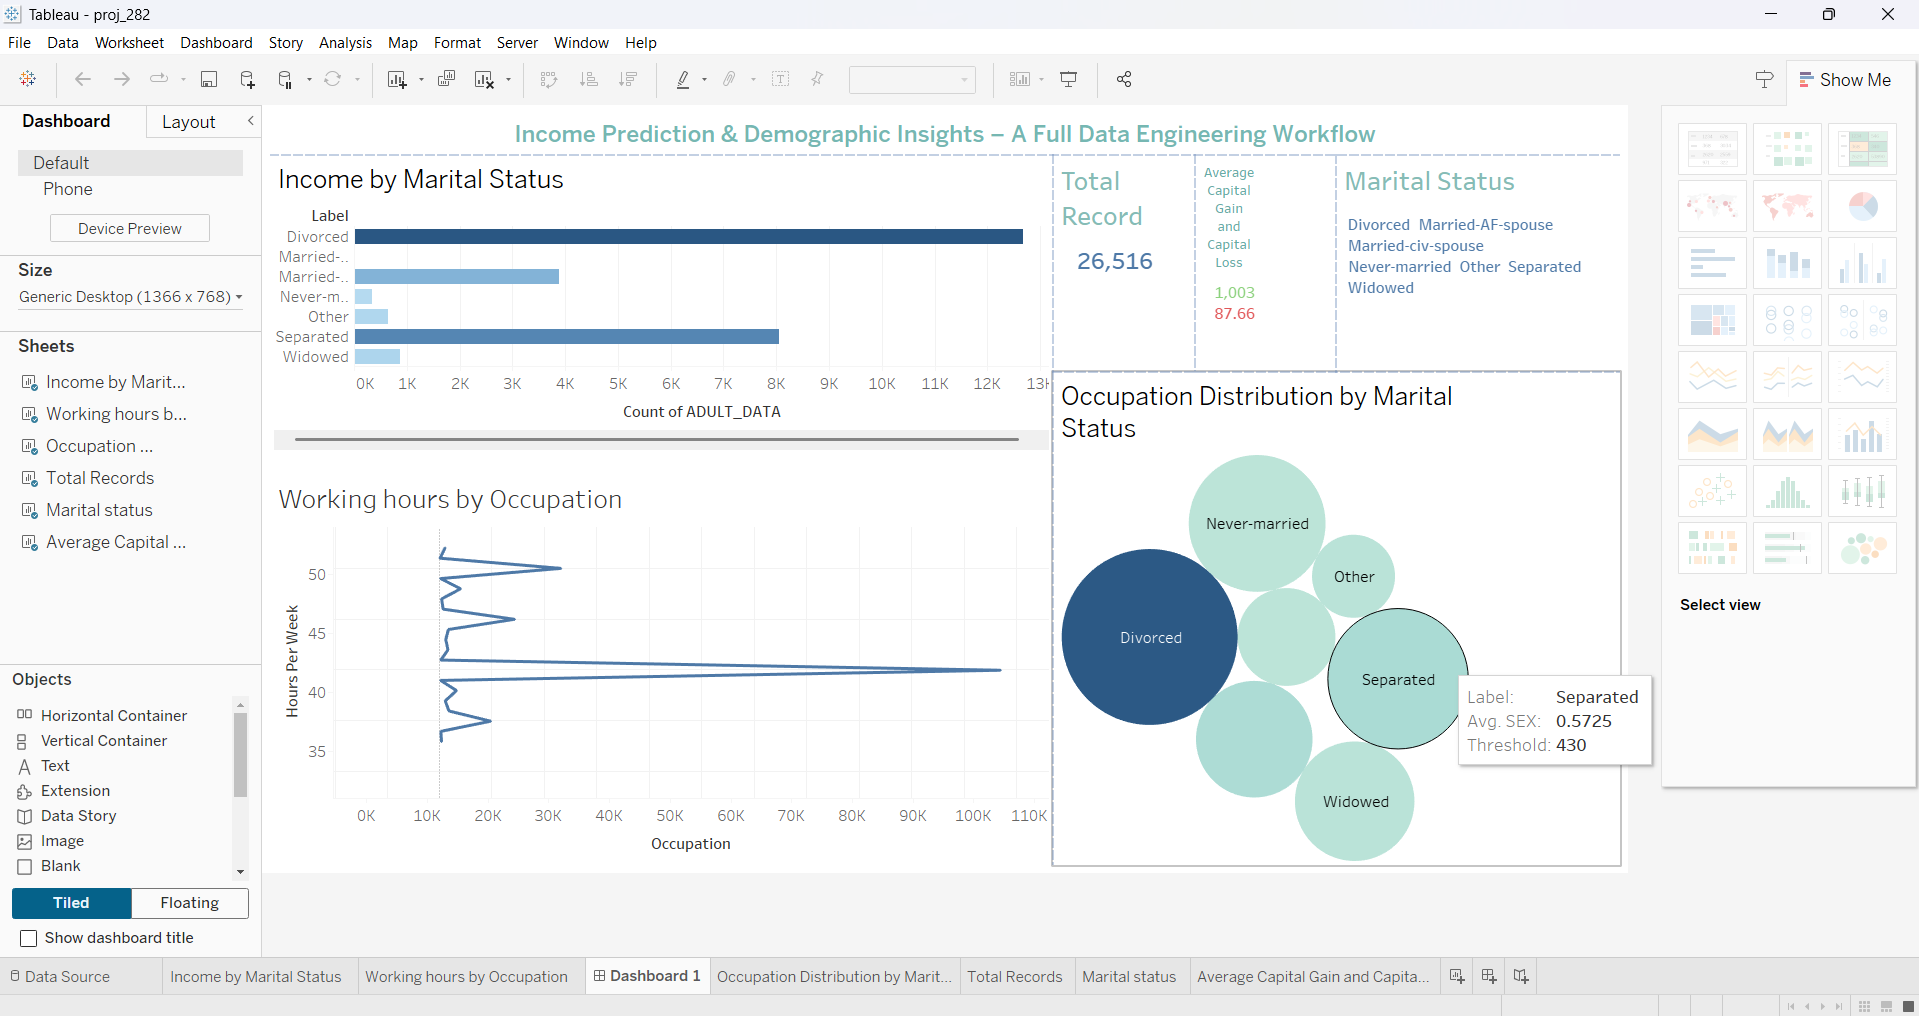 Tableau - proj_282
File Data Worksheet Dashboard Story Analysis Map Format Server Window Help
Show Me
Dashboard
Layout
Default
Phone
Device Preview
Size
Generic Desktop (1366 x 768)
Sheets
Income by Marit...
Working hours b...
Occupation ...
Total Records
Marital status
Average Capital ...
Objects
Horizontal Container
Vertical Container
Text
Extension
Data Story
Image
Blank
Tiled
Floating
Show dashboard title
Income Prediction & Demographic Insights – A Full Data Engineering Workflow
Income by Marital Status
Label
Divorced
Married-..
Married-..
Never-m..
Other
Separated
Widowed
0K 1K 2K 3K 4K 5K 6K 7K 8K 9K 10K 11K 12K 13K
Count of ADULT_DATA
Working hours by Occupation
Hours Per Week
50
45
40
35
0K 10K 20K 30K 40K 50K 60K 70K 80K 90K 100K 110K
Occupation
Total
Record
26,516
Average
Capital
Gain
and
Capital
Loss
1,003
87.66
Marital Status
Divorced Married-AF-spouse
Married-civ-spouse
Never-married Other Separated
Widowed
Occupation Distribution by Marital
Status
Never-married
Other
Divorced
Separated
Widowed
Label: Separated
Avg. SEX: 0.5725
Threshold: 430
Select view
Data Source
Income by Marital Status
Working hours by Occupation
Dashboard 1
Occupation Distribution by Marit...
Total Records
Marital status
Average Capital Gain and Capita...